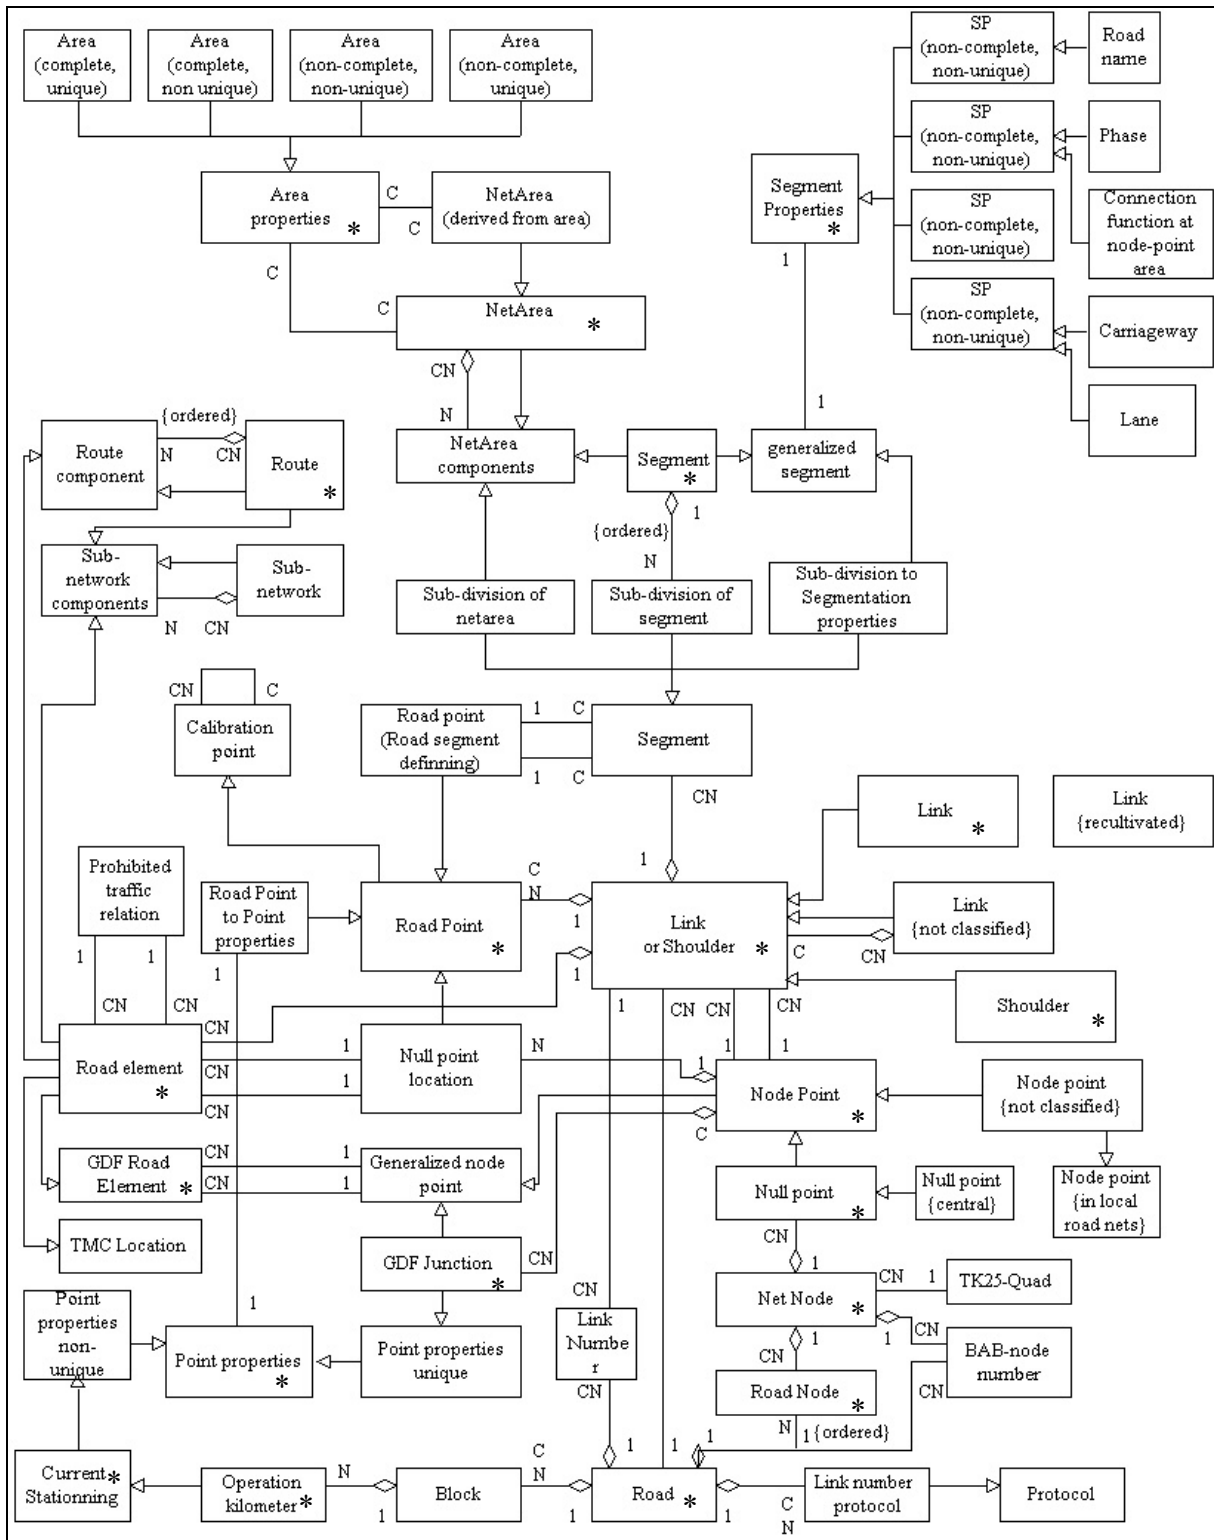 Area
(complete,
unique)
Area
(complete,
non unique)
Area
(non-complete,
non-unique)
Area
(non-complete,
unique)
SP
(non-complete,
non-unique)
Road
name
SP
(non-complete,
non-unique)
Phase
Segment
Properties
*
SP
(non-complete,
non-unique)
Connection
function at
node-point
area
SP
(non-complete,
non-unique)
Carriageway
Lane
Area
properties
*
C
C
NetArea
(derived from area)
C
C
NetArea
*
1
1
CN
N
{ordered}
Route
component
N
CN
Route
*
NetArea
components
Segment
*
generalized
segment
1
{ordered}
N
Sub-
network
components
Sub-
network
N
CN
Sub-division of
netarea
Sub-division of
segment
Sub-division to
Segmentation
properties
CN
C
Calibration
point
Road point
(Road segment
definning)
1
C
1
C
Segment
CN
1
Link
*
Link
{recultivated}
Prohibited
traffic
relation
Road Point
to Point
properties
Road Point
*
C
N
1
Link
or Shoulder
*
Link
{not classified}
C
CN
1
1
1
1
1
CN
CN
CN
Shoulder
*
CN
CN
CN
Road element
*
CN
CN
1
1
Null point
location
N
1
1
1
Node Point
*
C
Node point
{not classified}
GDF Road
Element
*
CN
CN
1
1
Generalized node
point
Null point
*
Null point
{central}
Node point
{in local
road nets}
TMC Location
GDF Junction
*
CN
CN
1
Net Node
*
CN
1
TK25-Quad
CN
Point
properties
non-
unique
1
Point properties
*
Point properties
unique
Link
Numbe
r
CN
1
CN
1
CN
BAB-node
number
CN
Road Node
*
N
1 {ordered}
1
1
1
Current
Stationning
*
Operation
kilometer
*
N
1
Block
C
N
1
Road
*
1
C
N
Link number
protocol
Protocol